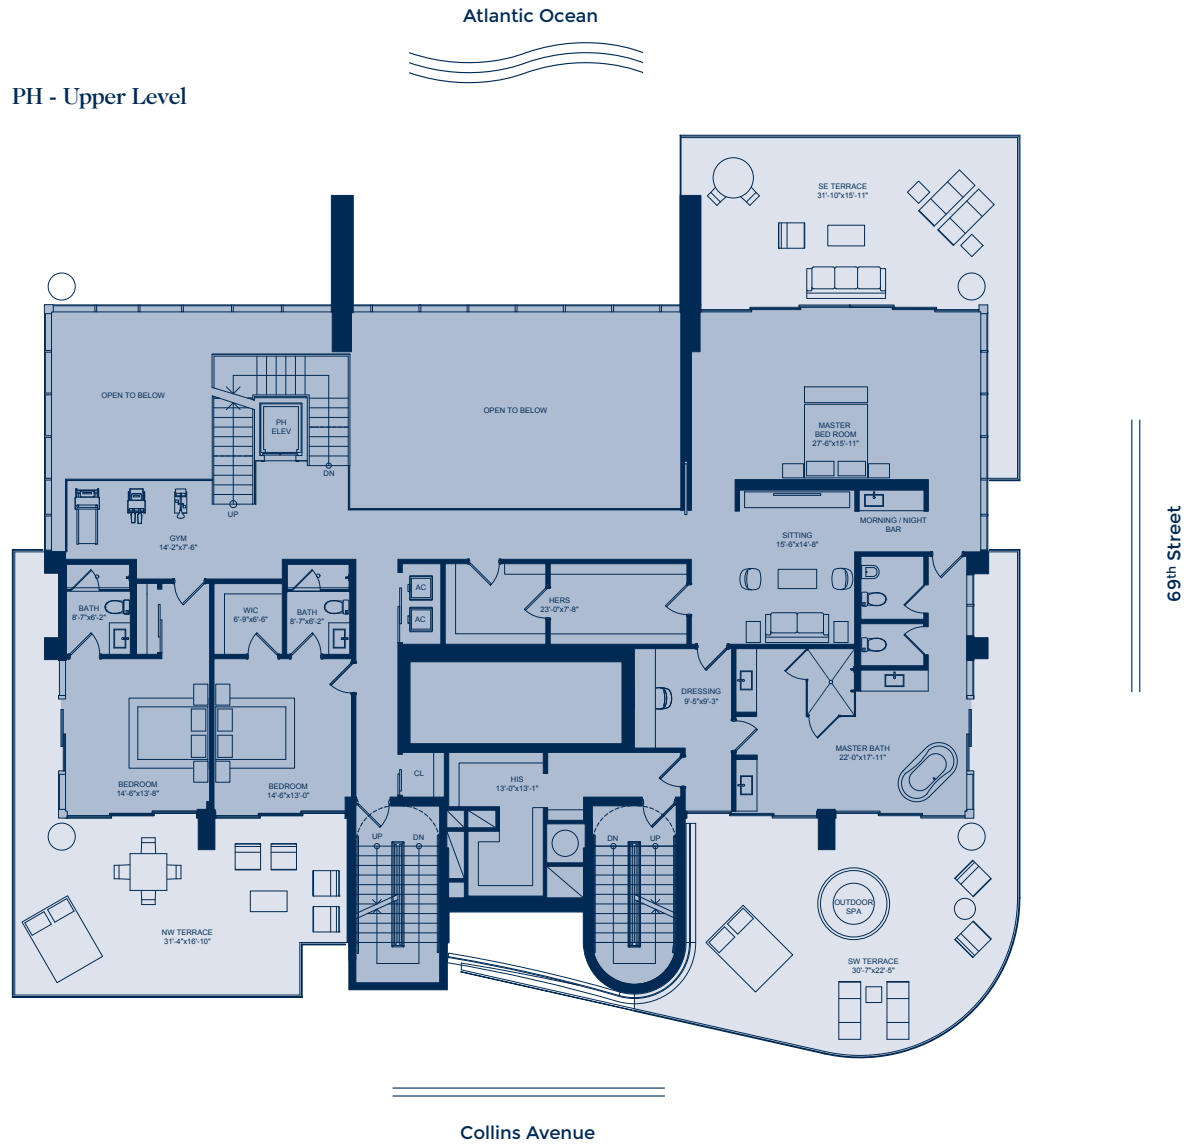 Atlantic Ocean
PH - Upper Level
SE TERRACE
31'-10"x15'-11"
OPEN TO BELOW
OPEN TO BELOW
PH
ELEV
MASTER
BED ROOM
27'-6"x15'-11"
DN
UP
GYM
14'-2"x7'-6"
MORNING / NIGHT
BAR
SITTING
15'-6"x14'-8"
69th Street
AC
AC
HERS
23'-0"x7'-8"
BATH
8'-7"x6'-2"
WIC
6'-9"x6'-6"
BATH
8'-7"x6'-2"
DRESSING
9'-5"x9'-3"
MASTER BATH
22'-0"x17'-11"
CL
HIS
13'-0"x13'-1"
BEDROOM
14'-6"x13'-8"
BEDROOM
14'-6"x13'-0"
UP
DN
DN
UP
OUTDOOR
SPA
NW TERRACE
31'-4"x16'-10"
SW TERRACE
30'-7"x22'-5"
Collins Avenue